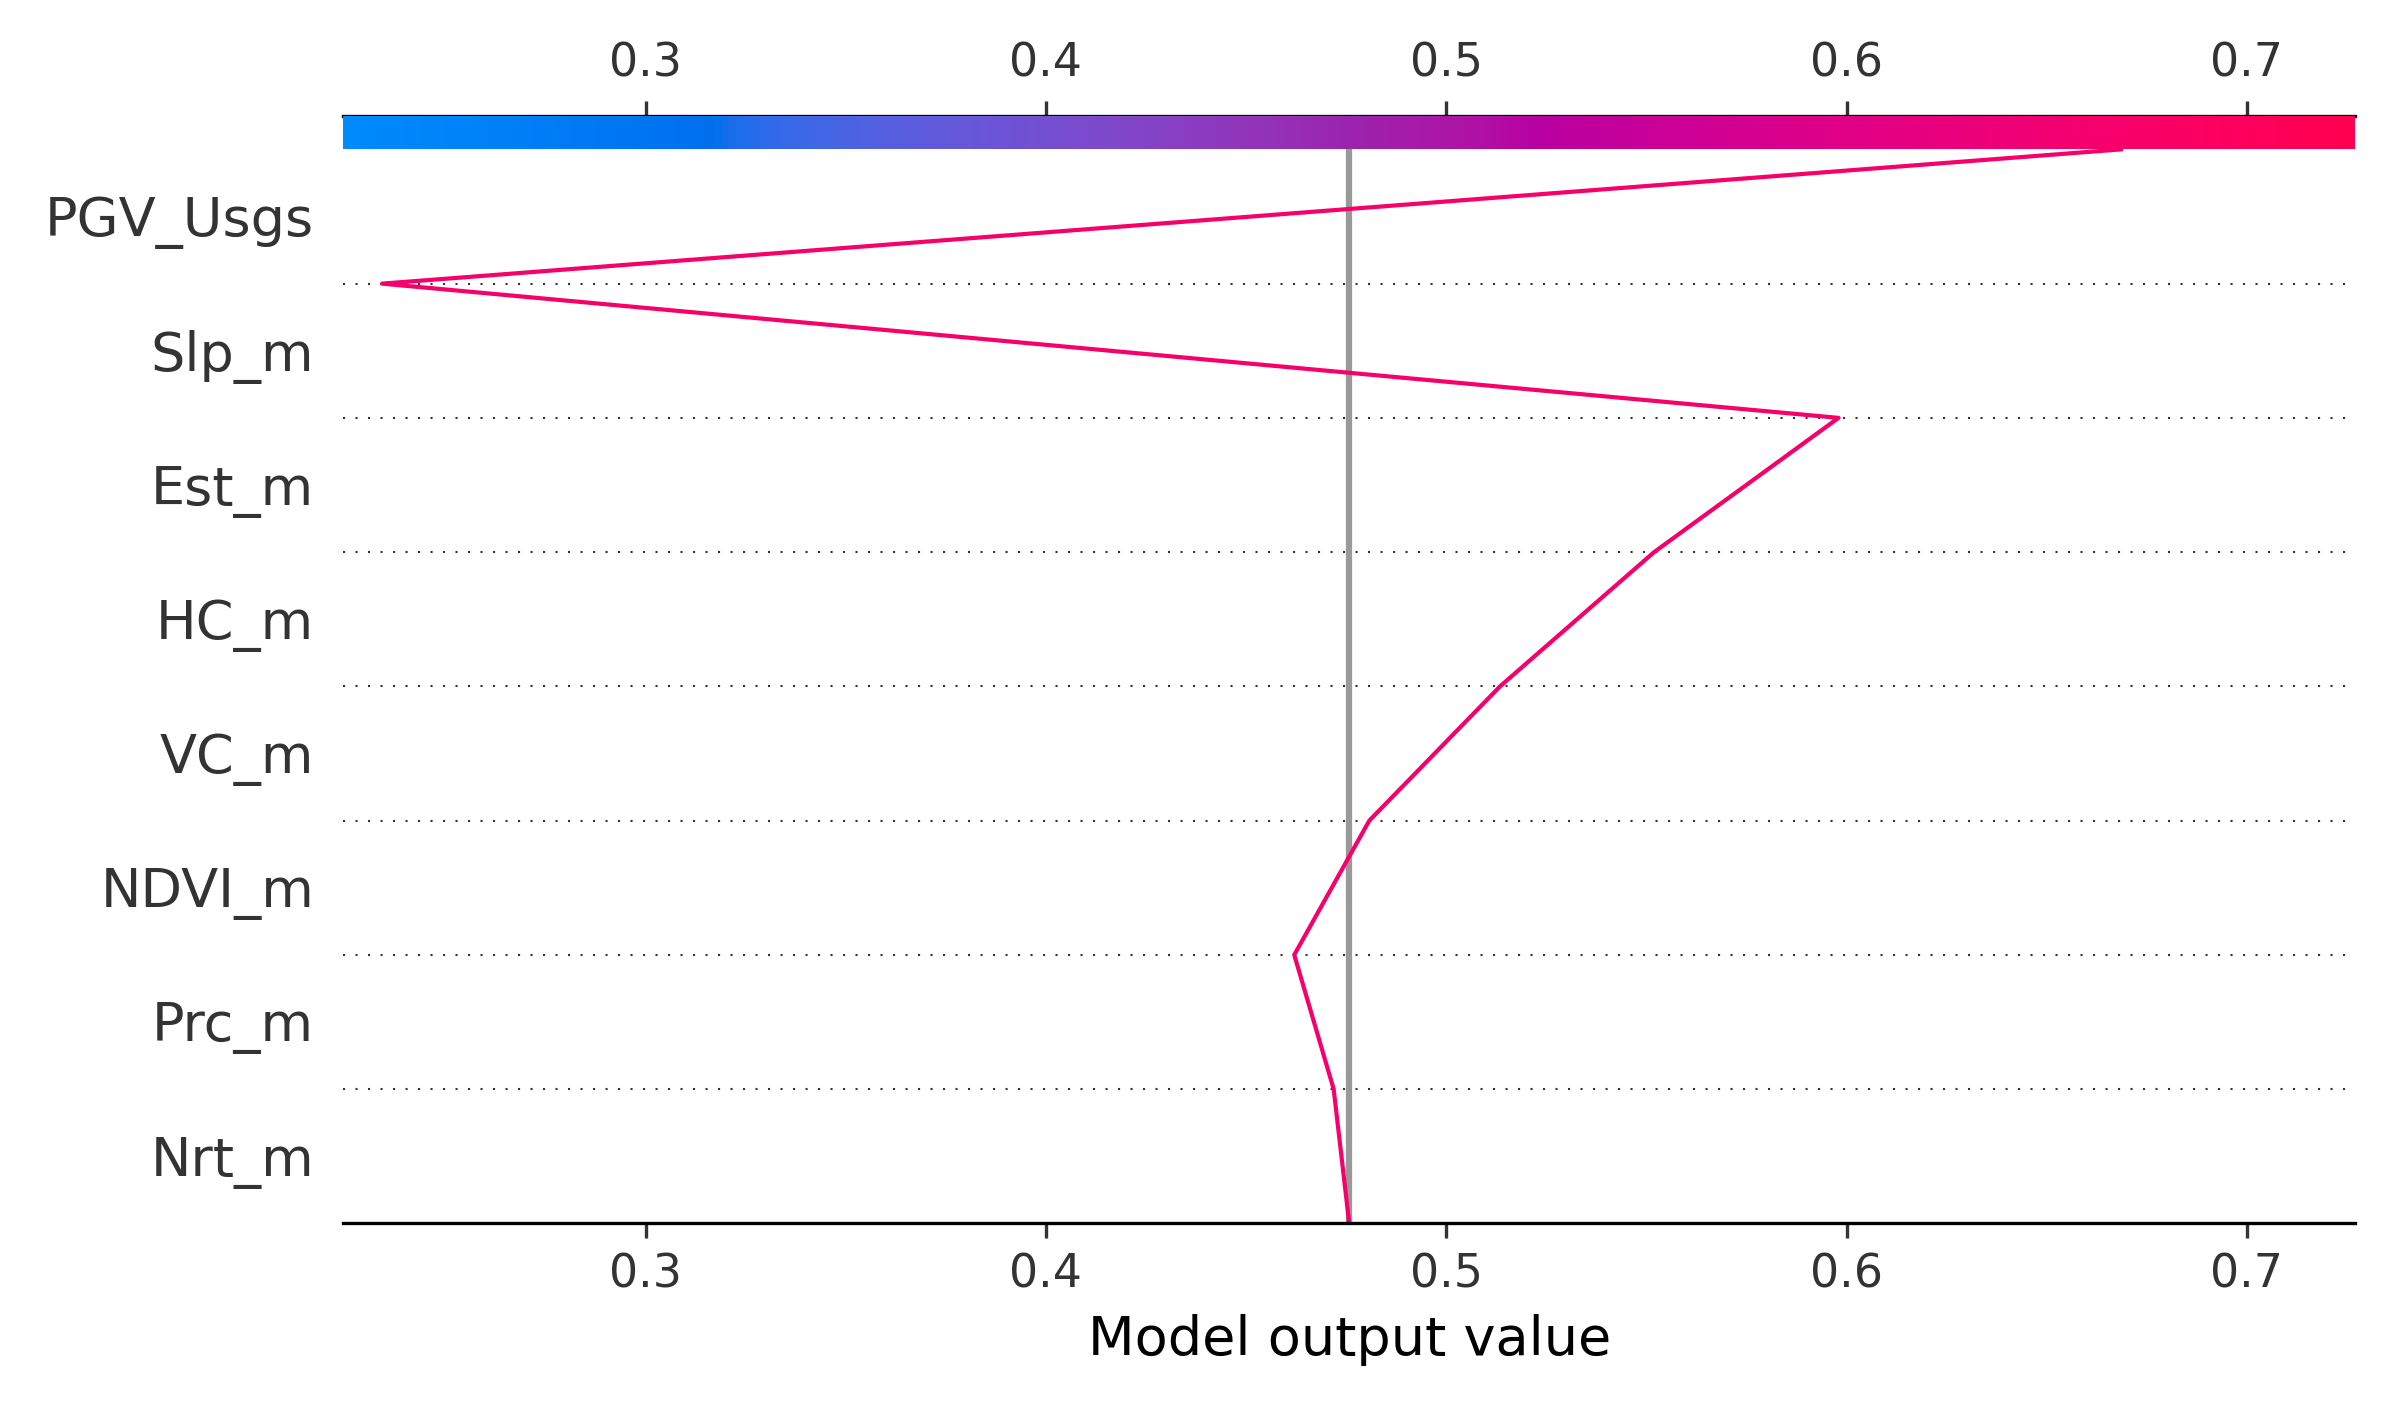 0.3 0.4 0.5 0.6 0.7
PGV_Usgs
Slp_m
Est_m
HC_m
VC_m
NDVI_m
Prc_m
Nrt_m
0.3 0.4 0.5 0.6 0.7
Model output value